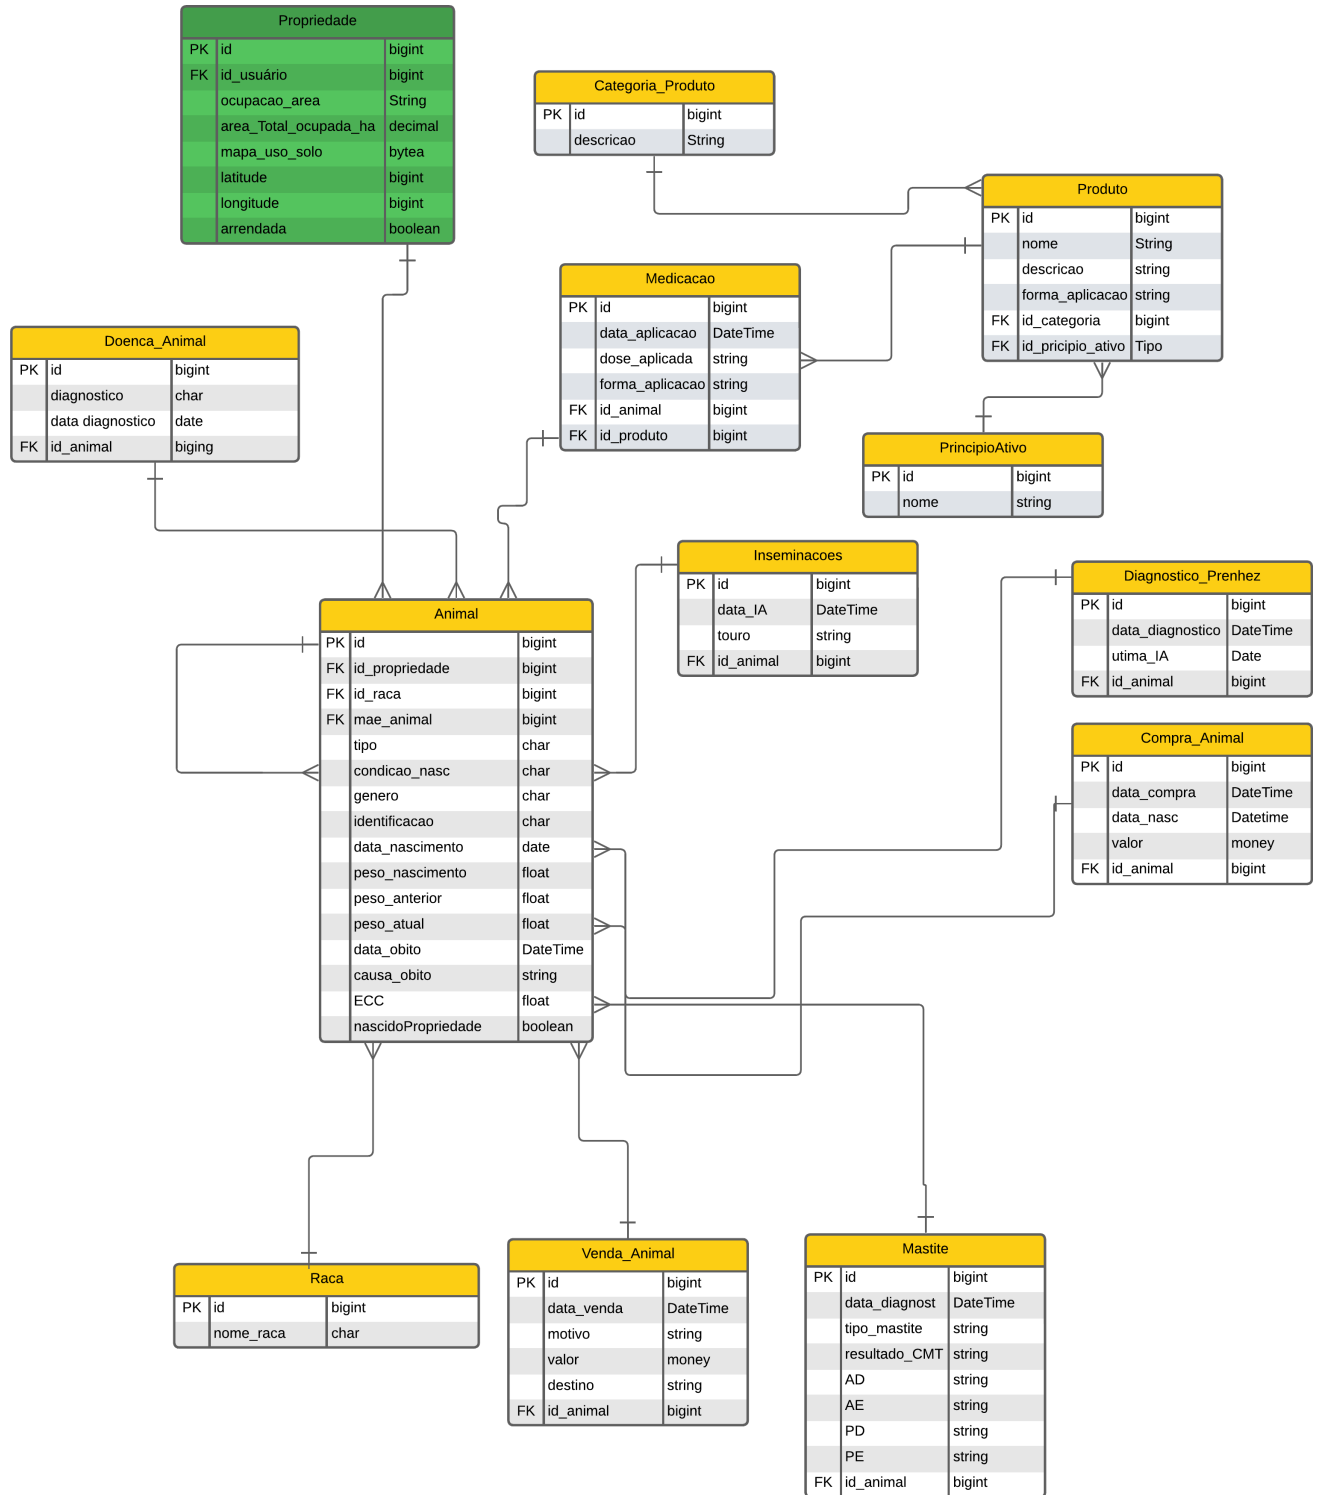 Propriedade
PK id bigint
FK id_usuário bigint
ocupacao_area String
area_Total_ocupada_ha decimal
mapa_uso_solo bytea
latitude bigint
longitude bigint
arrendada boolean
Categoria_Produto
PK id bigint
descricao String
Produto
PK id bigint
nome String
descricao string
forma_aplicacao string
FK id_categoria bigint
FK id_pricipio_ativo Tipo
Medicacao
PK id bigint
data_aplicacao DateTime
dose_aplicada string
forma_aplicacao string
FK id_animal bigint
FK id_produto bigint
Doenca_Animal
PK id bigint
diagnostico char
data diagnostico date
FK id_animal biging
PrincipioAtivo
PK id bigint
nome string
Inseminacoes
PK id bigint
data_IA DateTime
touro string
FK id_animal bigint
Diagnostico_Prenhez
PK id bigint
data_diagnostico DateTime
utima_IA Date
FK id_animal bigint
Animal
PK id bigint
FK id_propriedade bigint
FK id_raca bigint
FK mae_animal bigint
tipo char
condicao_nasc char
genero char
identificacao char
data_nascimento date
peso_nascimento float
peso_anterior float
peso_atual float
data_obito DateTime
causa_obito string
ECC float
nascidoPropriedade boolean
Compra_Animal
PK id bigint
data_compra DateTime
data_nasc Datetime
valor money
FK id_animal bigint
Raca
PK id bigint
nome_raca char
Venda_Animal
PK id bigint
data_venda DateTime
motivo string
valor money
destino string
FK id_animal bigint
Mastite
PK id bigint
data_diagnost DateTime
tipo_mastite string
resultado_CMT string
AD string
AE string
PD string
PE string
FK id_animal bigint